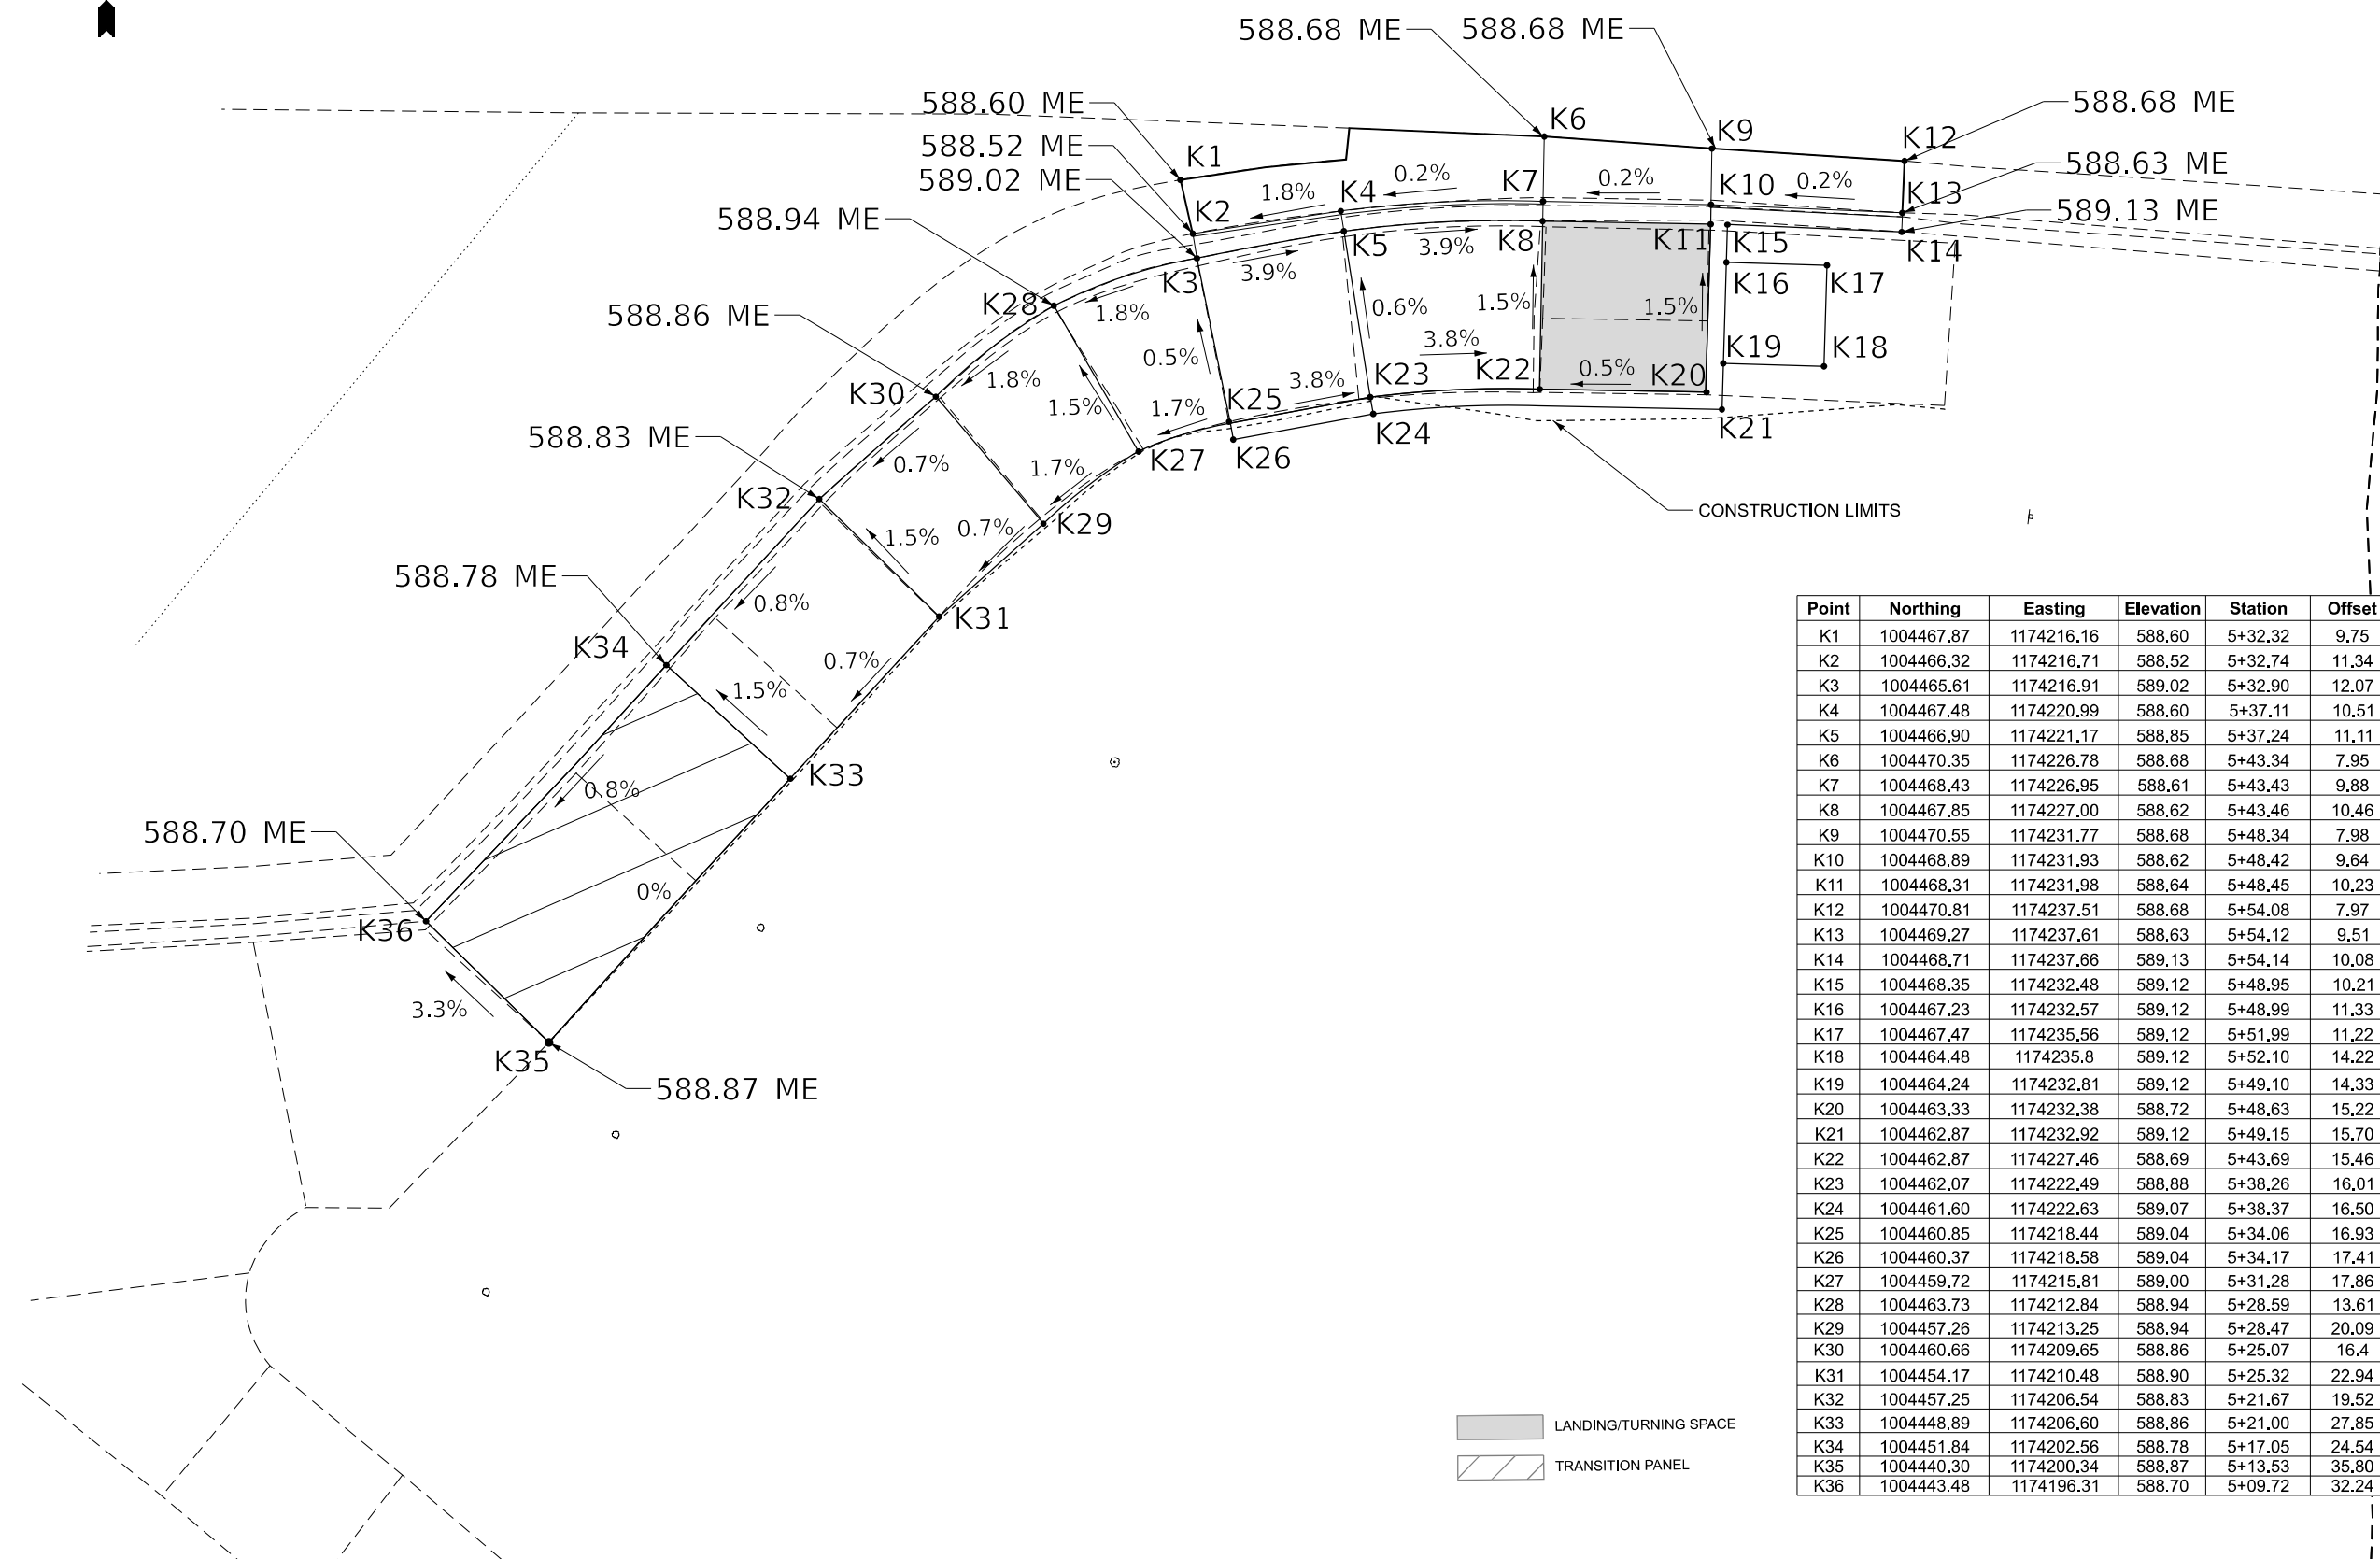 588.68 ME
588.68 ME
588.60 ME
588.68 ME
588.52 ME
589.02 ME
588.63 ME
588.94 ME
589.13 ME
588.86 ME
588.83 ME
588.78 ME
588.70 ME
588.87 ME
K6
K9
K12
K1
K2
K4
K7
K10
K13
K3
K5
K8
K11
K15
K14
K16
K17
K28
K30
K25
K23
K22
K20
K19
K18
K27
K26
K24
K21
K32
K29
K31
K34
K33
K36
K35
1.8%
0.2%
0.2%
0.2%
3.9%
3.9%
1.8%
0.6%
1.5%
1.5%
0.5%
3.8%
3.8%
0.5%
1.8%
1.5%
1.7%
0.7%
1.7%
1.5%
0.7%
0.8%
0.7%
1.5%
0.8%
0%
3.3%
CONSTRUCTION LIMITS
Point Northing Easting Elevation Station Offset
K1 1004467.87 1174216.16 588.60 5+32.32 9.75
K2 1004466.32 1174216.71 588.52 5+32.74 11.34
K3 1004465.61 1174216.91 589.02 5+32.90 12.07
K4 1004467.48 1174220.99 588.60 5+37.11 10.51
K5 1004466.90 1174221.17 588.85 5+37.24 11.11
K6 1004470.35 1174226.78 588.68 5+43.34 7.95
K7 1004468.43 1174226.95 588.61 5+43.43 9.88
K8 1004467.85 1174227.00 588.62 5+43.46 10.46
K9 1004470.55 1174231.77 588.68 5+48.34 7.98
K10 1004468.89 1174231.93 588.62 5+48.42 9.64
K11 1004468.31 1174231.98 588.64 5+48.45 10.23
K12 1004470.81 1174237.51 588.68 5+54.08 7.97
K13 1004469.27 1174237.61 588.63 5+54.12 9.51
K14 1004468.71 1174237.66 589.13 5+54.14 10.08
K15 1004468.35 1174232.48 589.12 5+48.95 10.21
K16 1004467.23 1174232.57 589.12 5+48.99 11.33
K17 1004467.47 1174235.56 589.12 5+51.99 11.22
K18 1004464.48 1174235.8 589.12 5+52.10 14.22
K19 1004464.24 1174232.81 589.12 5+49.10 14.33
K20 1004463.33 1174232.38 588.72 5+48.63 15.22
K21 1004462.87 1174232.92 589.12 5+49.15 15.70
K22 1004462.87 1174227.46 588.69 5+43.69 15.46
K23 1004462.07 1174222.49 588.88 5+38.26 16.01
K24 1004461.60 1174222.63 589.07 5+38.37 16.50
K25 1004460.85 1174218.44 589.04 5+34.06 16.93
K26 1004460.37 1174218.58 589.04 5+34.17 17.41
K27 1004459.72 1174215.81 589.00 5+31.28 17.86
K28 1004463.73 1174212.84 588.94 5+28.59 13.61
K29 1004457.26 1174213.25 588.94 5+28.47 20.09
K30 1004460.66 1174209.65 588.86 5+25.07 16.4
K31 1004454.17 1174210.48 588.90 5+25.32 22.94
K32 1004457.25 1174206.54 588.83 5+21.67 19.52
K33 1004448.89 1174206.60 588.86 5+21.00 27.85
K34 1004451.84 1174202.56 588.78 5+17.05 24.54
K35 1004440.30 1174200.34 588.87 5+13.53 35.80
K36 1004443.48 1174196.31 588.70 5+09.72 32.24
LANDING/TURNING SPACE
TRANSITION PANEL